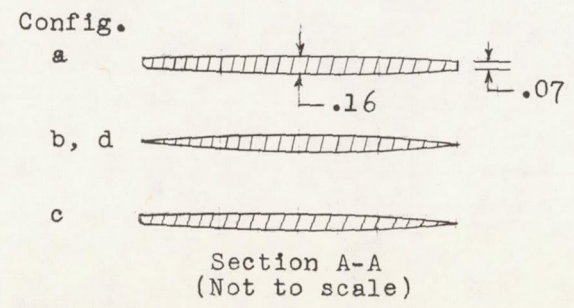 Config.
a
.07
.16
b, d
c
Section A-A
(Not to scale)